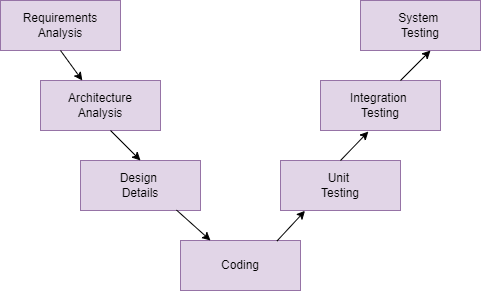 Requirements
Analysis
System
Testing
Architecture
Analysis
Integration
Testing
Design
Details
Unit
Testing
Coding